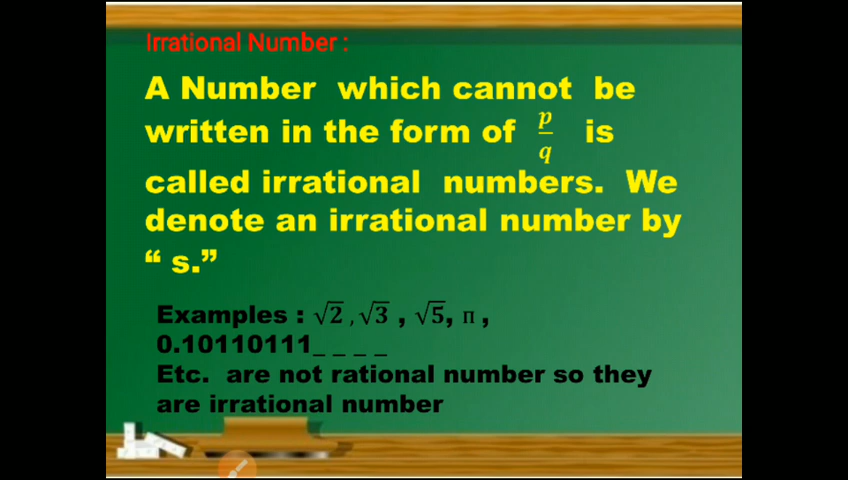 Irrational Number :
A Number which cannot be
written in the form of p/q is
called irrational numbers. We
denote an irrational number by
“ s.”
Examples : √2 , √3 , √5, п ,
0.10110111_ _ _ _
Etc. are not rational number so they
are irrational number